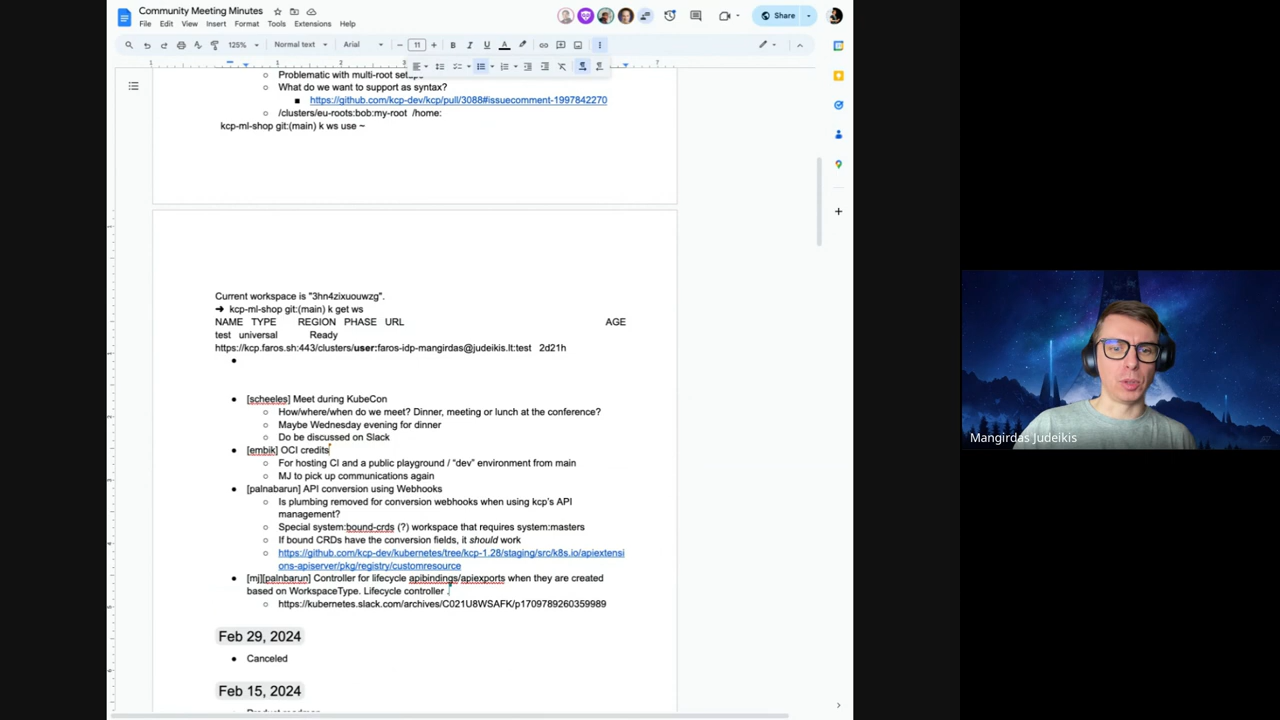 Community Meeting Minutes
File Edit View Insert Format Tools Extensions Help
Share
125% Normal text Arial 11
Problematic with multi-root setups
What do we want to support as syntax?
https://github.com/kcp-dev/kcp/pull/3088#issuecomment-1997842270
/clusters/eu-roots:bob:my-root /home:
kcp-ml-shop git:(main) k ws use ~
Current workspace is "3hn4zixuouwzg".
➜ kcp-ml-shop git:(main) k get ws
NAME TYPE REGION PHASE URL AGE
test universal Ready
https://kcp.faros.sh:443/clusters/user:faros-idp-mangirdas@judeikis.lt:test 2d21h
[scheeles] Meet during KubeCon
How/where/when do we meet? Dinner, meeting or lunch at the conference?
Maybe Wednesday evening for dinner
Do be discussed on Slack
[embik] OCI credits
For hosting CI and a public playground / "dev" environment from main
MJ to pick up communications again
[palnabarun] API conversion using Webhooks
Is plumbing removed for conversion webhooks when using kcp's API
management?
Special system:bound-crds (?) workspace that requires system:masters
If bound CRDs have the conversion fields, it should work
https://github.com/kcp-dev/kubernetes/tree/kcp-1.28/staging/src/k8s.io/apiextensi
ons-apiserver/pkg/registry/customresource
[mj][palnbarun] Controller for lifecycle apibindings/apiexports when they are created
based on WorkspaceType. Lifecycle controller .
https://kubernetes.slack.com/archives/C021U8WSAFK/p1709789260359989
Feb 29, 2024
Canceled
Feb 15, 2024
Product roadmap
Mangirdas Judeikis